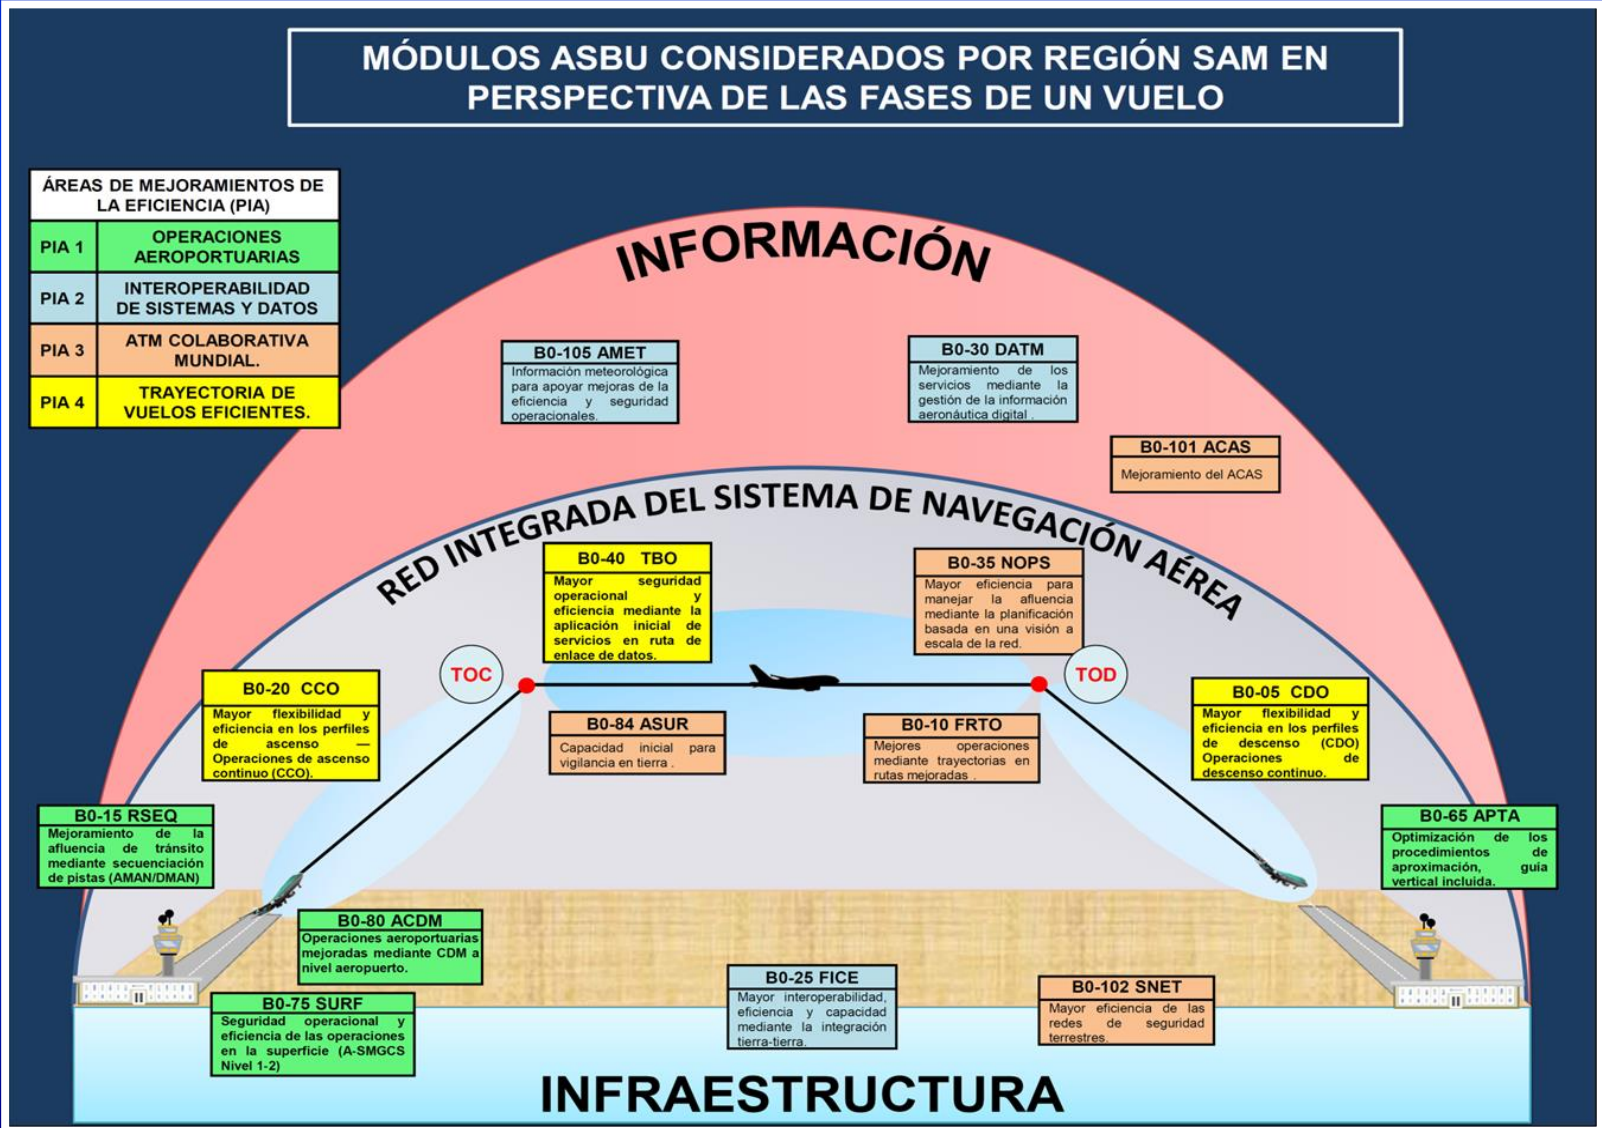 MÓDULOS ASBU CONSIDERADOS POR REGIÓN SAM EN
PERSPECTIVA DE LAS FASES DE UN VUELO
ÁREAS DE MEJORAMIENTOS DE
LA EFICIENCIA (PIA)
PIA 1
OPERACIONES
AEROPORTUARIAS
PIA 2
INTEROPERABILIDAD
DE SISTEMAS Y DATOS
PIA 3
ATM COLABORATIVA
MUNDIAL.
PIA 4
TRAYECTORIA DE
VUELOS EFICIENTES.
INFORMACIÓN
B0-105 AMET
Información meteorológica
para apoyar mejoras de la
eficiencia y seguridad
operacionales.
B0-30 DATM
Mejoramiento de los
servicios mediante la
gestión de la información
aeronáutica digital .
B0-101 ACAS
Mejoramiento del ACAS
RED INTEGRADA DEL SISTEMA DE NAVEGACIÓN AÉREA
B0-40 TBO
Mayor seguridad
operacional y
eficiencia mediante la
aplicación inicial de
servicios en ruta de
enlace de datos.
B0-35 NOPS
Mayor eficiencia para
manejar la afluencia
mediante la planificación
basada en una visión a
escala de la red.
TOC
TOD
B0-20 CCO
Mayor flexibilidad y
eficiencia en los perfiles
de ascenso —
Operaciones de ascenso
continuo (CCO).
B0-84 ASUR
Capacidad inicial para
vigilancia en tierra .
B0-10 FRTO
Mejores operaciones
mediante trayectorias en
rutas mejoradas .
B0-05 CDO
Mayor flexibilidad y
eficiencia en los perfiles
de descenso (CDO)
Operaciones de
descenso continuo.
B0-15 RSEQ
Mejoramiento de la
afluencia de tránsito
mediante secuenciación
de pistas (AMAN/DMAN)
B0-65 APTA
Optimización de los
procedimientos de
aproximación, guía
vertical incluida.
B0-80 ACDM
Operaciones aeroportuarias
mejoradas mediante CDM a
nivel aeropuerto.
B0-75 SURF
Seguridad operacional y
eficiencia de las operaciones
en la superficie (A-SMGCS
Nivel 1-2)
B0-25 FICE
Mayor interoperabilidad,
eficiencia y capacidad
mediante la integración
tierra-tierra.
B0-102 SNET
Mayor eficiencia de las
redes de seguridad
terrestres.
INFRAESTRUCTURA